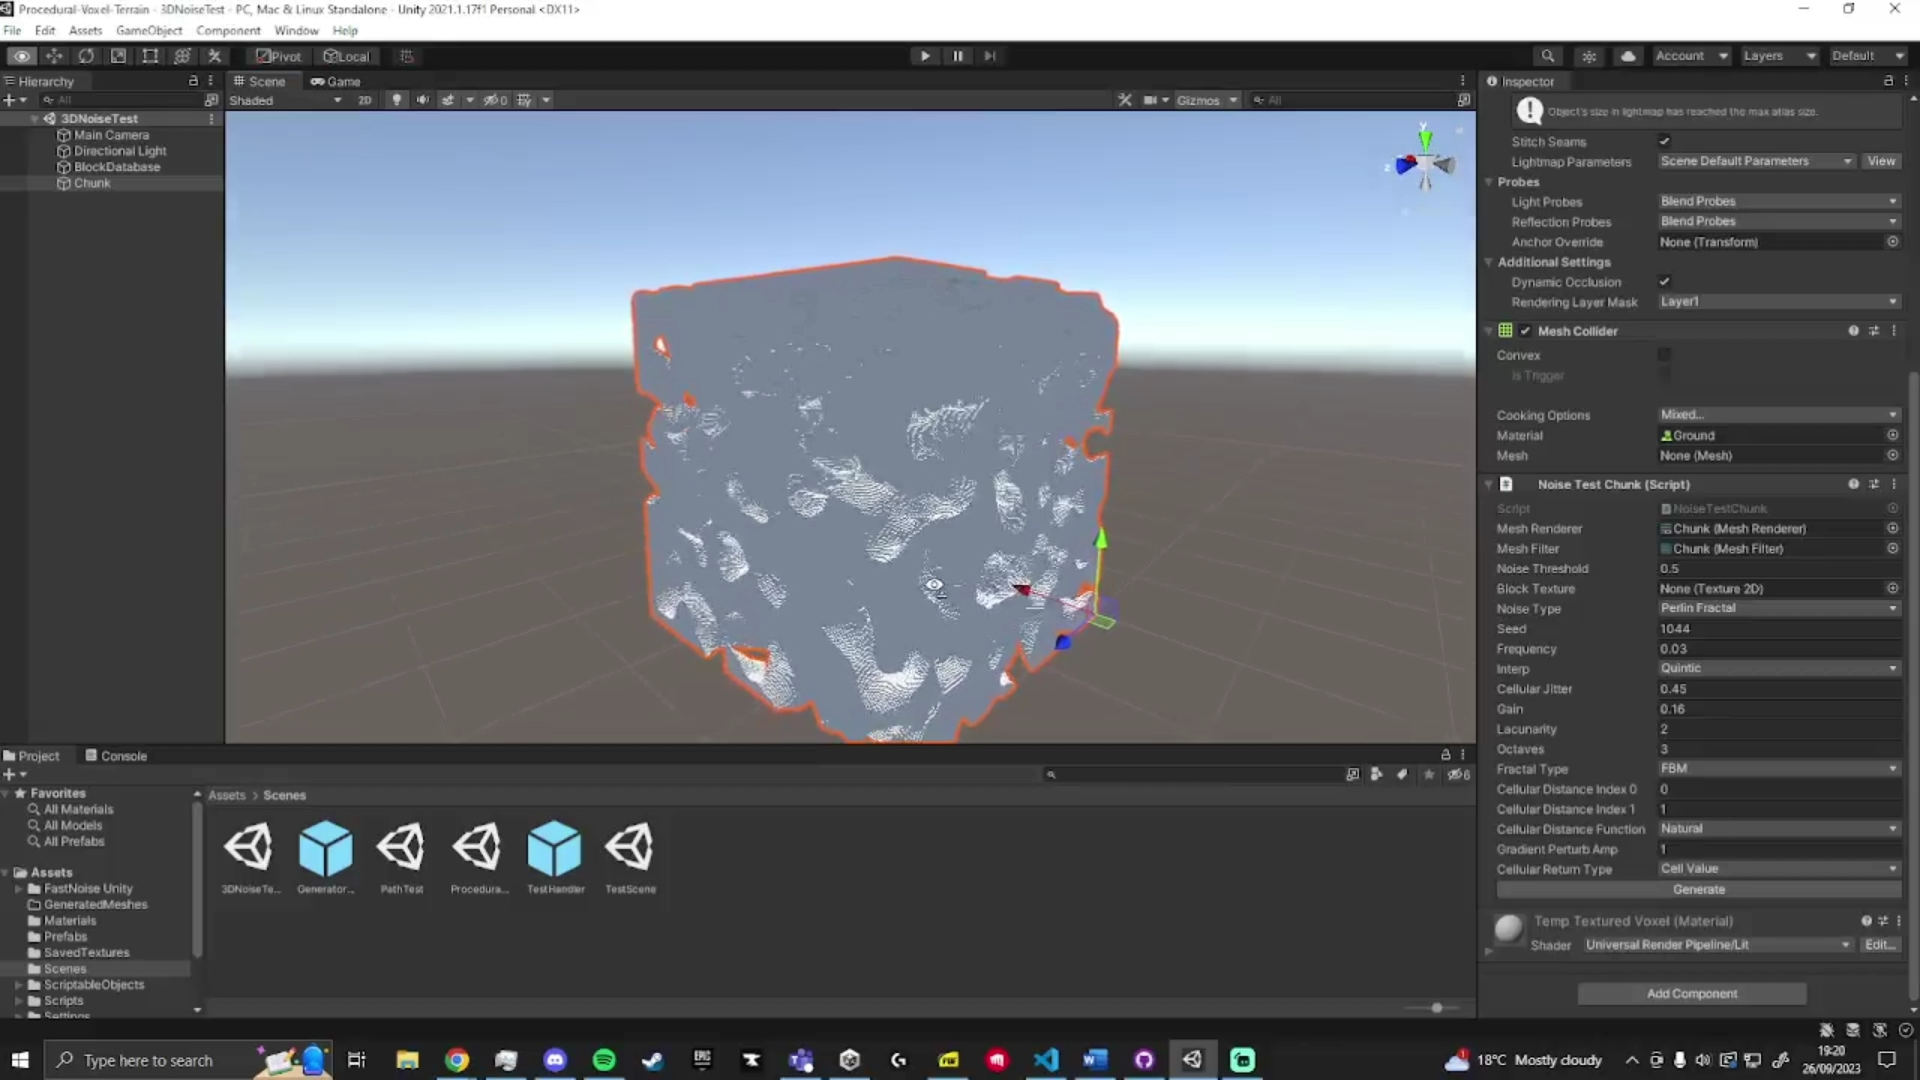 Procedural-Voxel-Terrain - 3DNoiseTest - PC, Mac & Linux Standalone - Unity 2021.1.17f1 Personal <DX11>
File Edit Assets GameObject Component Window Help
Pivot Local Account Layers Default
Hierarchy
All
3DNoiseTest
Main Camera
Directional Light
BlockDatabase
Chunk
Scene Game
Shaded 2D 0 Gizmos All
y
z
Inspector
Object's size in lightmap has reached the max atlas size.
Stitch Seams
Lightmap Parameters Scene Default Parameters View
Probes
Light Probes Blend Probes
Reflection Probes Blend Probes
Anchor Override None (Transform)
Additional Settings
Dynamic Occlusion
Rendering Layer Mask Layer1
Mesh Collider
Convex
Is Trigger
Cooking Options Mixed...
Material Ground
Mesh None (Mesh)
Noise Test Chunk (Script)
Script NoiseTestChunk
Mesh Renderer Chunk (Mesh Renderer)
Mesh Filter Chunk (Mesh Filter)
Noise Threshold 0.5
Block Texture None (Texture 2D)
Noise Type Perlin Fractal
Seed 1044
Frequency 0.03
Interp Quintic
Cellular Jitter 0.45
Gain 0.16
Lacunarity 2
Octaves 3
Fractal Type FBM
Cellular Distance Index 0 0
Cellular Distance Index 1 1
Cellular Distance Function Natural
Gradient Perturb Amp 1
Cellular Return Type Cell Value
Generate
Temp Textured Voxel (Material)
Shader Universal Render Pipeline/Lit Edit...
Add Component
Project Console
6
Favorites
All Materials
All Models
All Prefabs
Assets
FastNoise Unity
GeneratedMeshes
Materials
Prefabs
SavedTextures
Scenes
ScriptableObjects
Scripts
Settings
Assets > Scenes
3DNoiseTe... Generator... PathTest Procedura... TestHandler TestScene
Type here to search
EPIC
1
18°C Mostly cloudy
19:20
26/09/2023